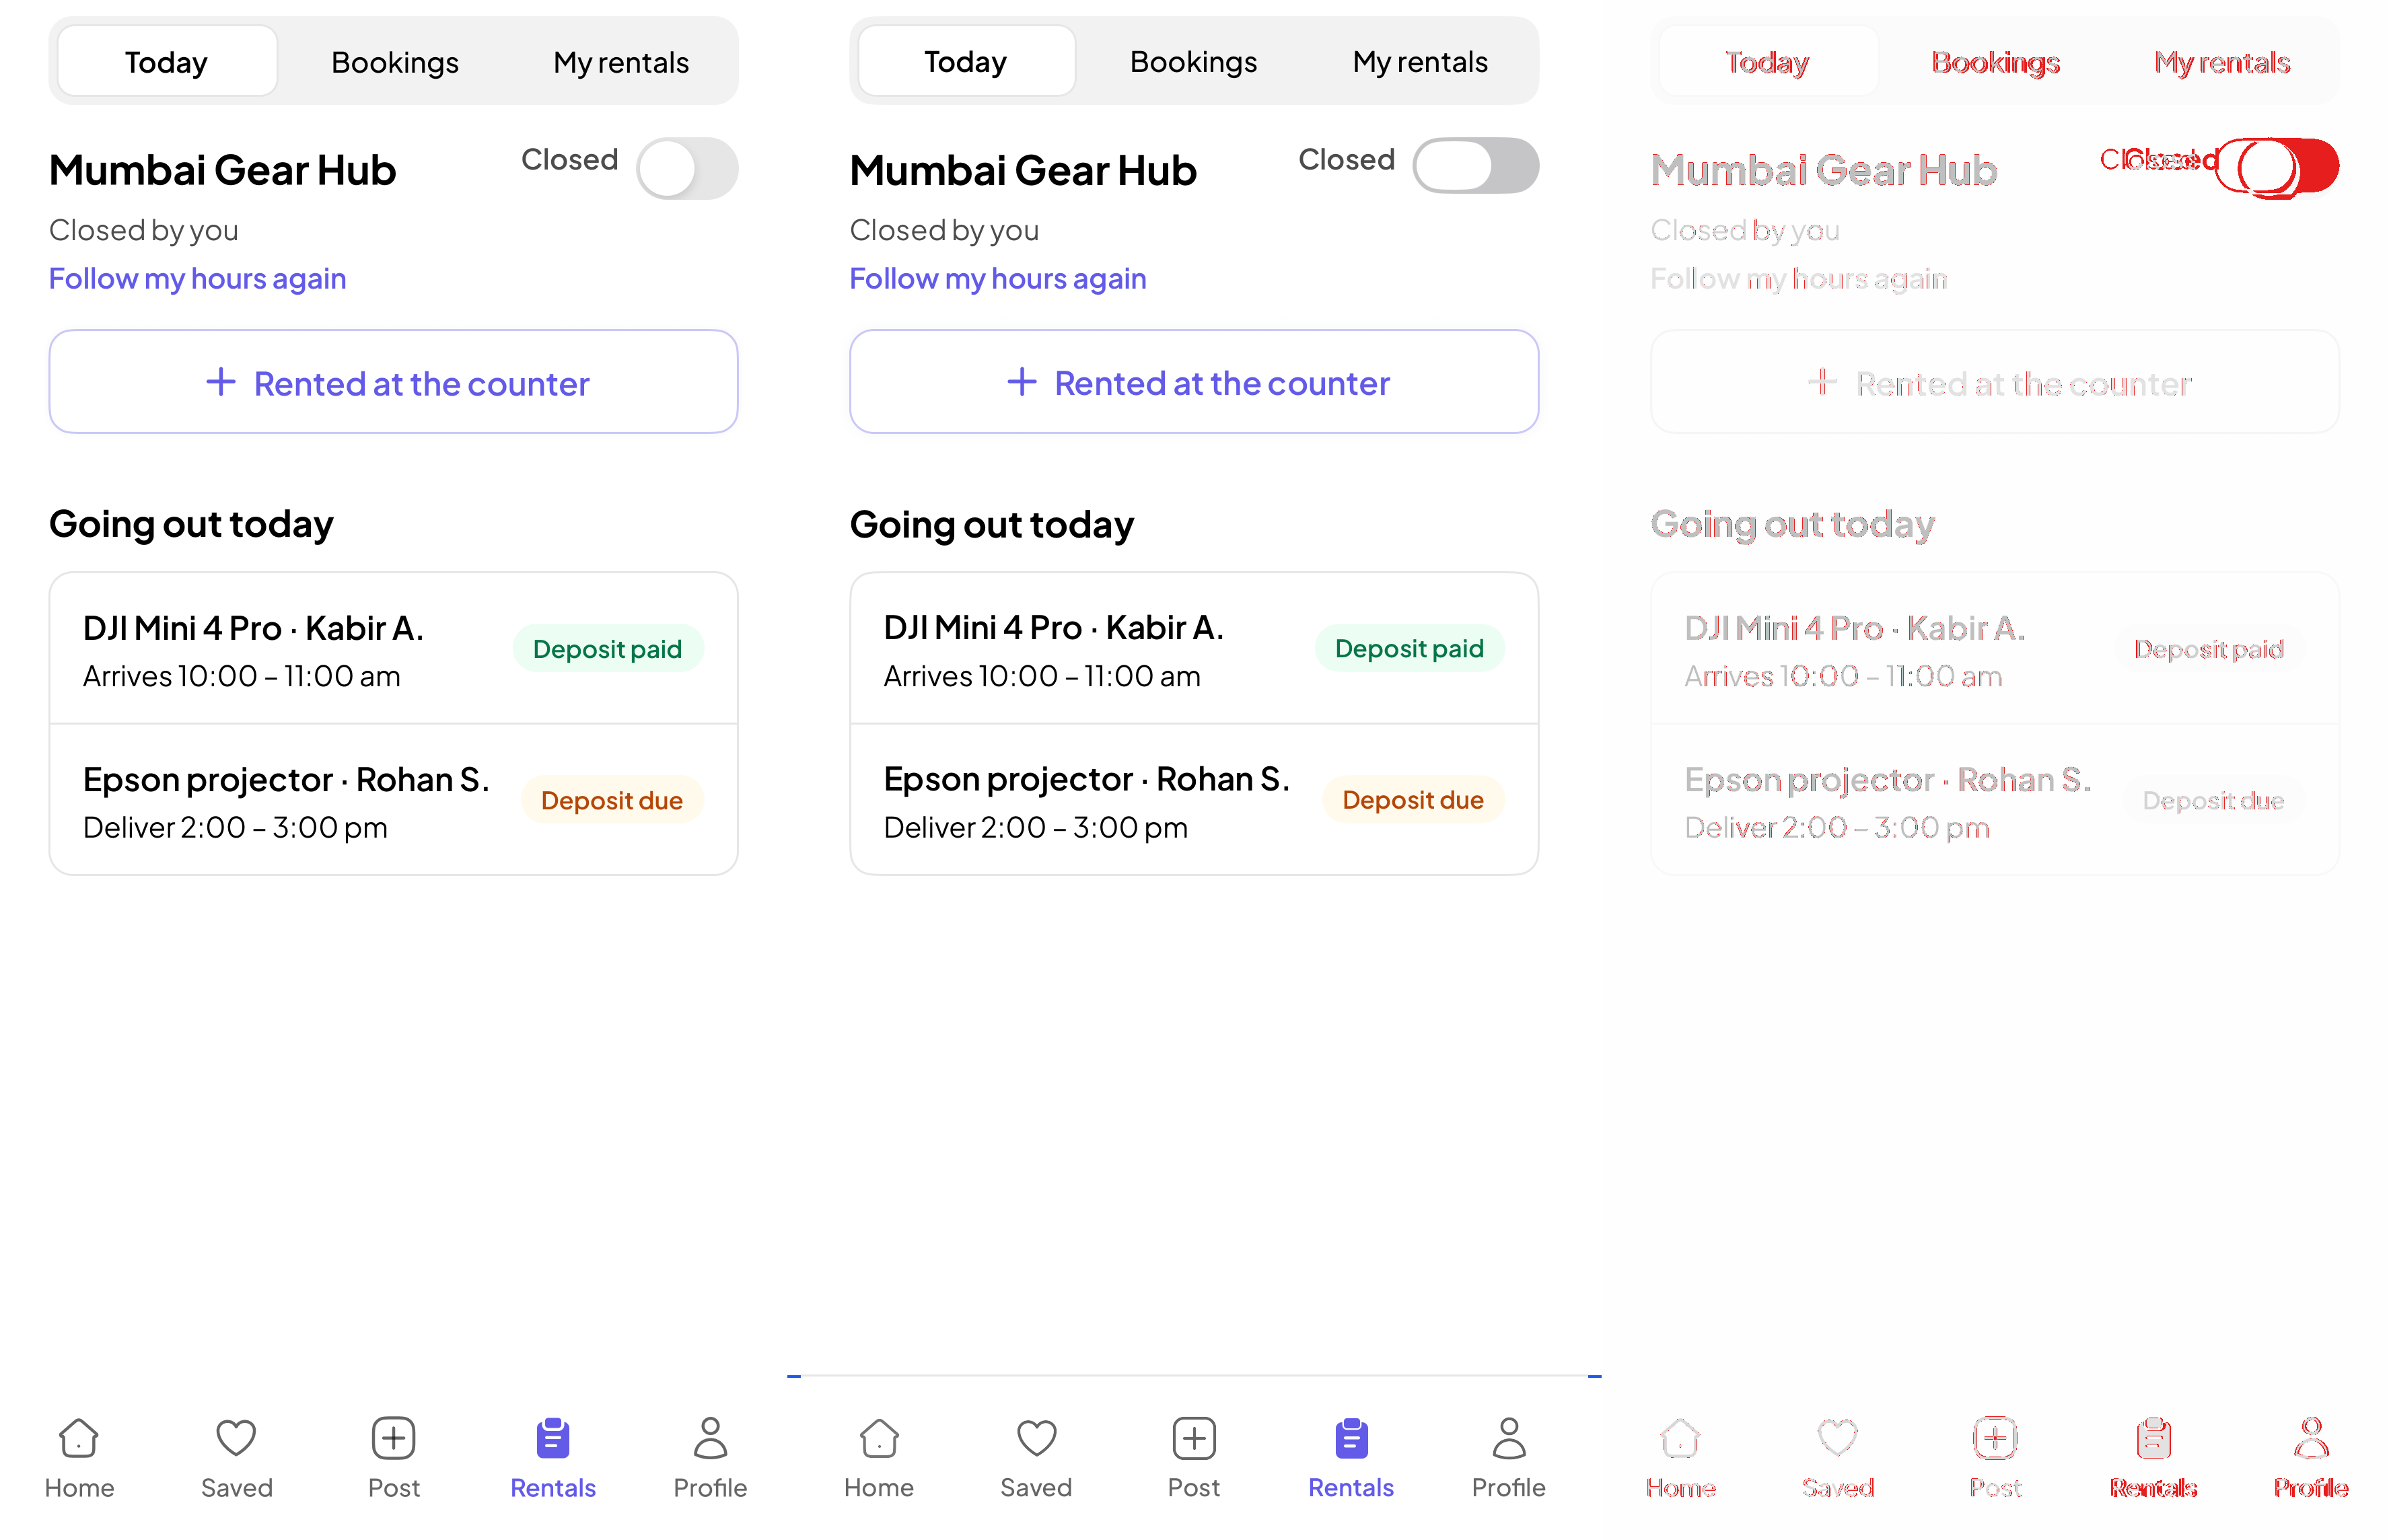 Today Bookings My rentals
Mumbai Gear Hub Closed
Closed by you
Follow my hours again
+ Rented at the counter
Going out today
DJI Mini 4 Pro · Kabir A.
Arrives 10:00 – 11:00 am
Deposit paid
Epson projector · Rohan S.
Deliver 2:00 – 3:00 pm
Deposit due
Home Saved Post Rentals Profile
Today Bookings My rentals
Mumbai Gear Hub Closed
Closed by you
Follow my hours again
+ Rented at the counter
Going out today
DJI Mini 4 Pro · Kabir A.
Arrives 10:00 – 11:00 am
Deposit paid
Epson projector · Rohan S.
Deliver 2:00 – 3:00 pm
Deposit due
Home Saved Post Rentals Profile
Today Bookings My rentals
Mumbai Gear Hub
Closed by you
Follow my hours again
+ Rented at the counter
Going out today
DJI Mini 4 Pro · Kabir A.
Arrives 10:00 – 11:00 am
Deposit paid
Epson projector · Rohan S.
Deliver 2:00 – 3:00 pm
Deposit due
Home Saved Post Rentals Profile